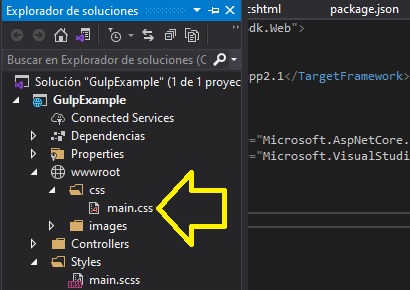 Explorador de soluciones
Buscar en Explorador de soluciones (C
Solución "GulpExample" (1 de 1 proyec
GulpExample
Connected Services
Dependencias
Properties
wwwroot
css
main.css
images
Controllers
Styles
main.scss
:shtml
package.json
dk.Web">
pp2.1</TargetFramework>
="Microsoft.AspNetCore.
="Microsoft.VisualStudi